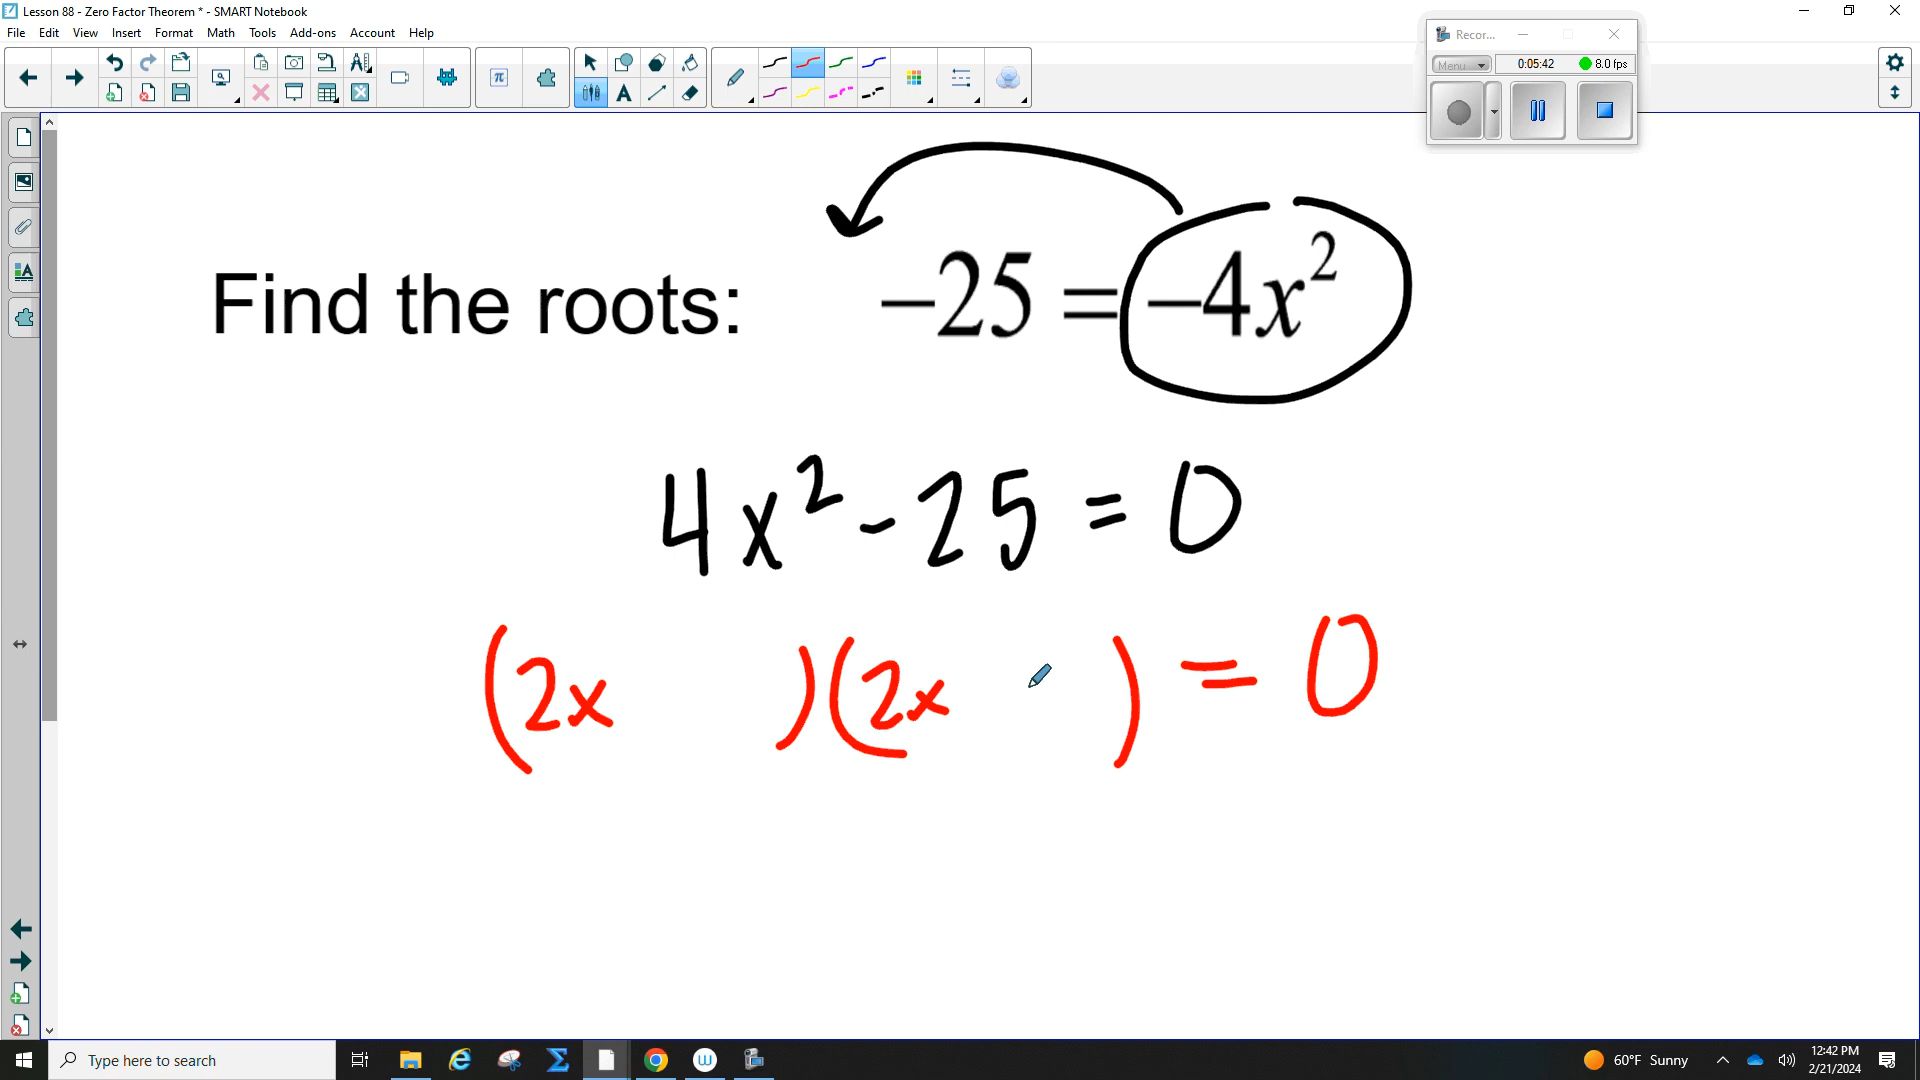 Lesson 88 - Zero Factor Theorem * - SMART Notebook
File Edit View Insert Format Math Tools Add-ons Account Help
Recor...
Menu 0:05:42 8.0 fps
Find the roots: −25 = −4x²
4x² - 25 = 0
(2x )(2x ) = 0
Type here to search
60°F Sunny
12:42 PM
2/21/2024